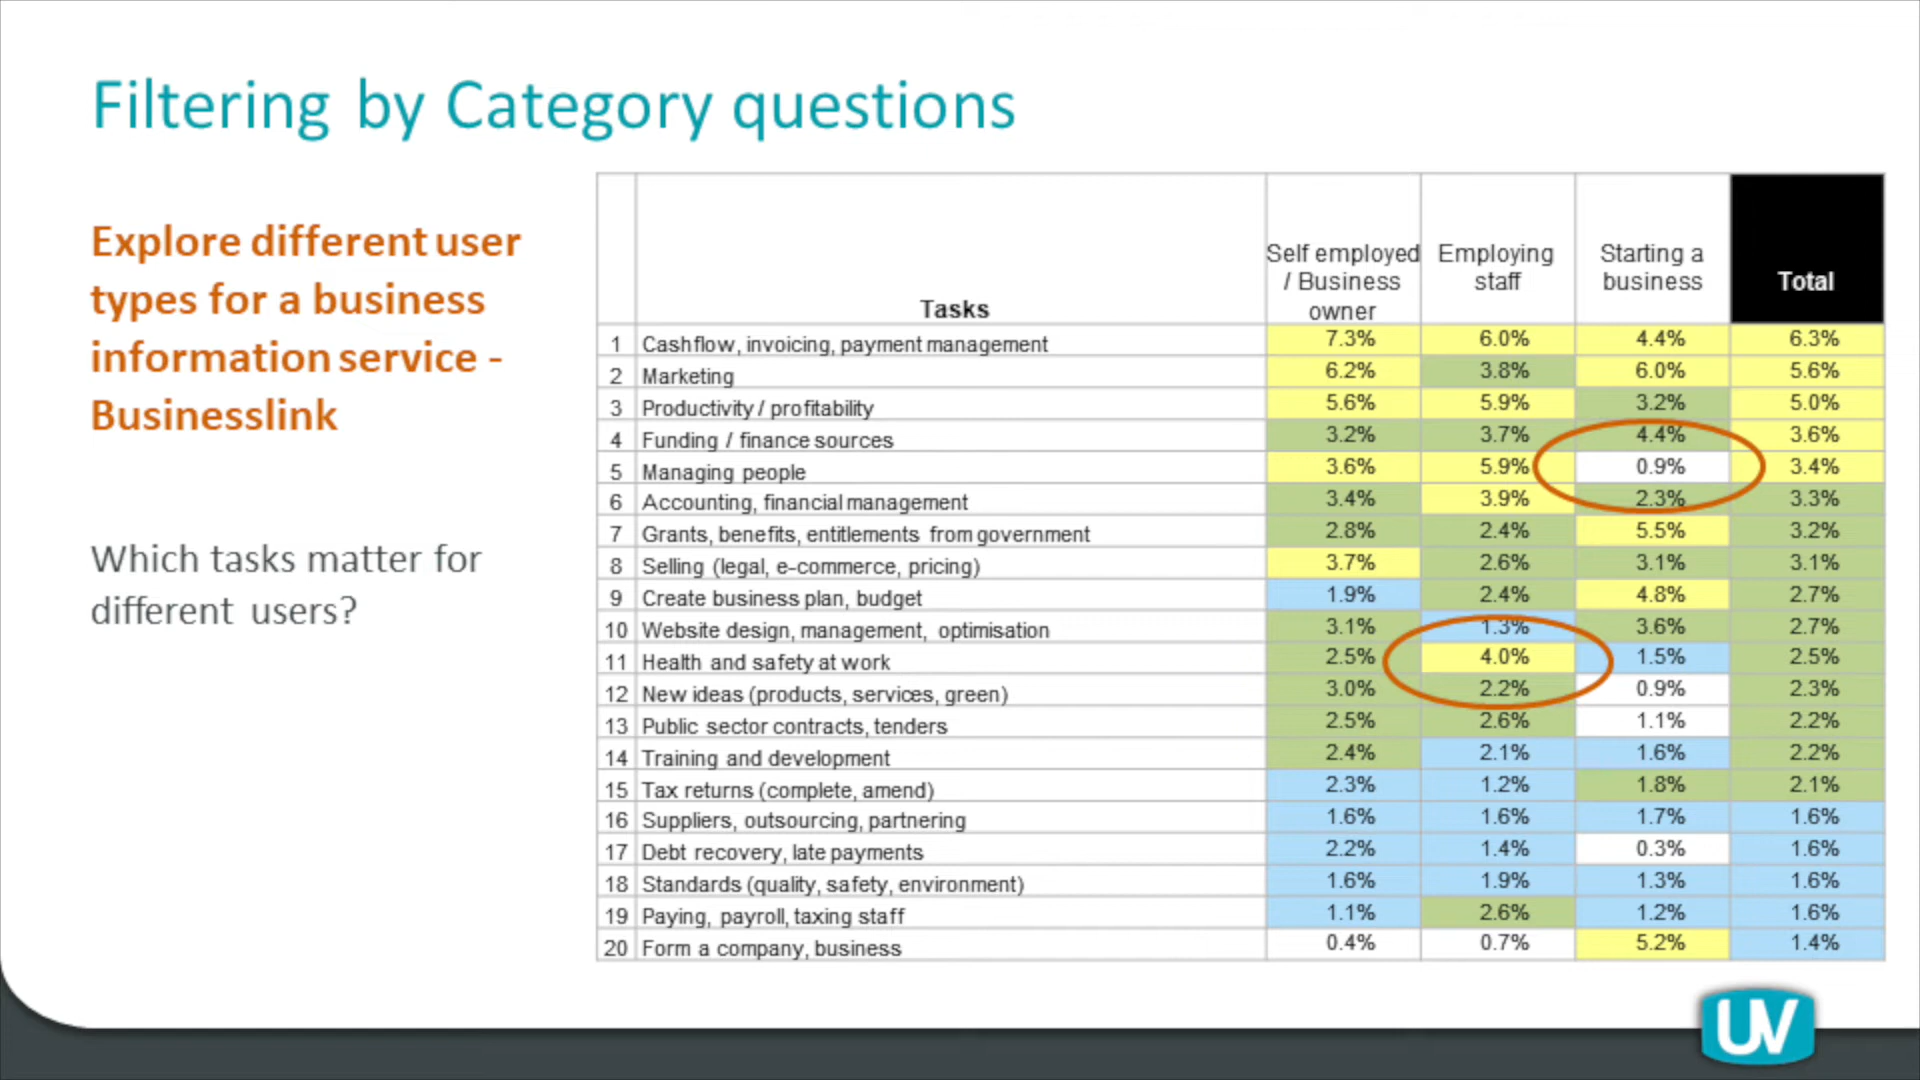 Filtering by Category questions
Explore different user
types for a business
information service -
Businesslink
Which tasks matter for
different users?
Tasks
Self employed
/ Business
owner
Employing
staff
Starting a
business
Total
1 Cashflow, invoicing, payment management 7.3% 6.0% 4.4% 6.3%
2 Marketing 6.2% 3.8% 6.0% 5.6%
3 Productivity / profitability 5.6% 5.9% 3.2% 5.0%
4 Funding / finance sources 3.2% 3.7% 4.4% 3.6%
5 Managing people 3.6% 5.9% 0.9% 3.4%
6 Accounting, financial management 3.4% 3.9% 2.3% 3.3%
7 Grants, benefits, entitlements from government 2.8% 2.4% 5.5% 3.2%
8 Selling (legal, e-commerce, pricing) 3.7% 2.6% 3.1% 3.1%
9 Create business plan, budget 1.9% 2.4% 4.8% 2.7%
10 Website design, management, optimisation 3.1% 1.3% 3.6% 2.7%
11 Health and safety at work 2.5% 4.0% 1.5% 2.5%
12 New ideas (products, services, green) 3.0% 2.2% 0.9% 2.3%
13 Public sector contracts, tenders 2.5% 2.6% 1.1% 2.2%
14 Training and development 2.4% 2.1% 1.6% 2.2%
15 Tax returns (complete, amend) 2.3% 1.2% 1.8% 2.1%
16 Suppliers, outsourcing, partnering 1.6% 1.6% 1.7% 1.6%
17 Debt recovery, late payments 2.2% 1.4% 0.3% 1.6%
18 Standards (quality, safety, environment) 1.6% 1.9% 1.3% 1.6%
19 Paying, payroll, taxing staff 1.1% 2.6% 1.2% 1.6%
20 Form a company, business 0.4% 0.7% 5.2% 1.4%
UV